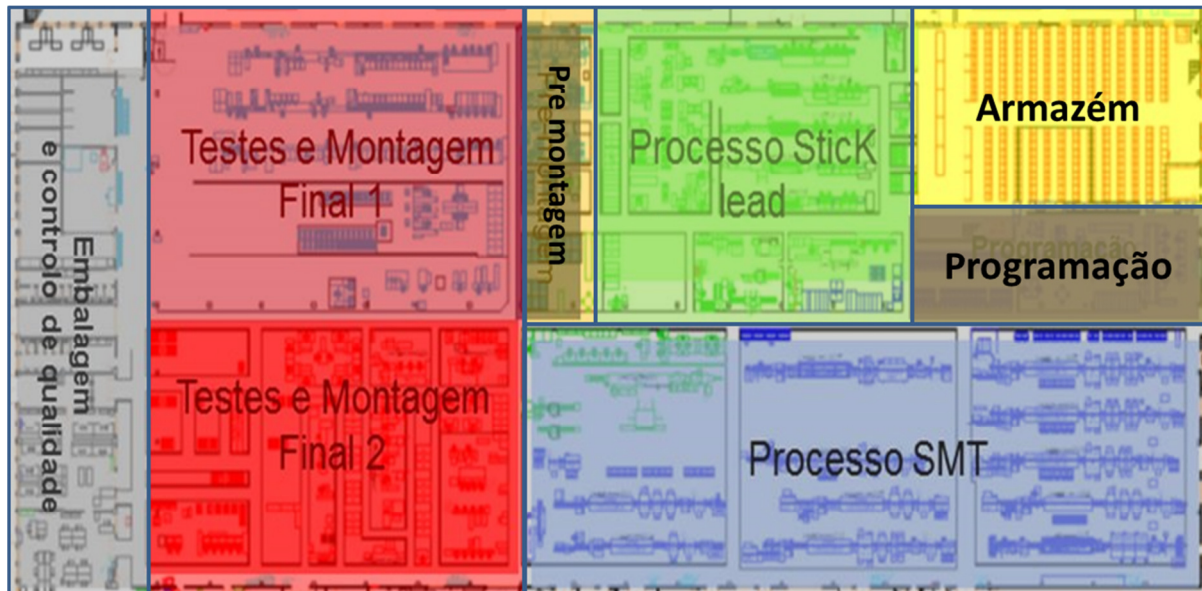 Embalagem
e controlo de qualidade
Testes e Montagem
Final 1
Testes e Montagem
Final 2
Pre montagem
Processo SticK
lead
Armazém
Programação
Programação
Processo SMT